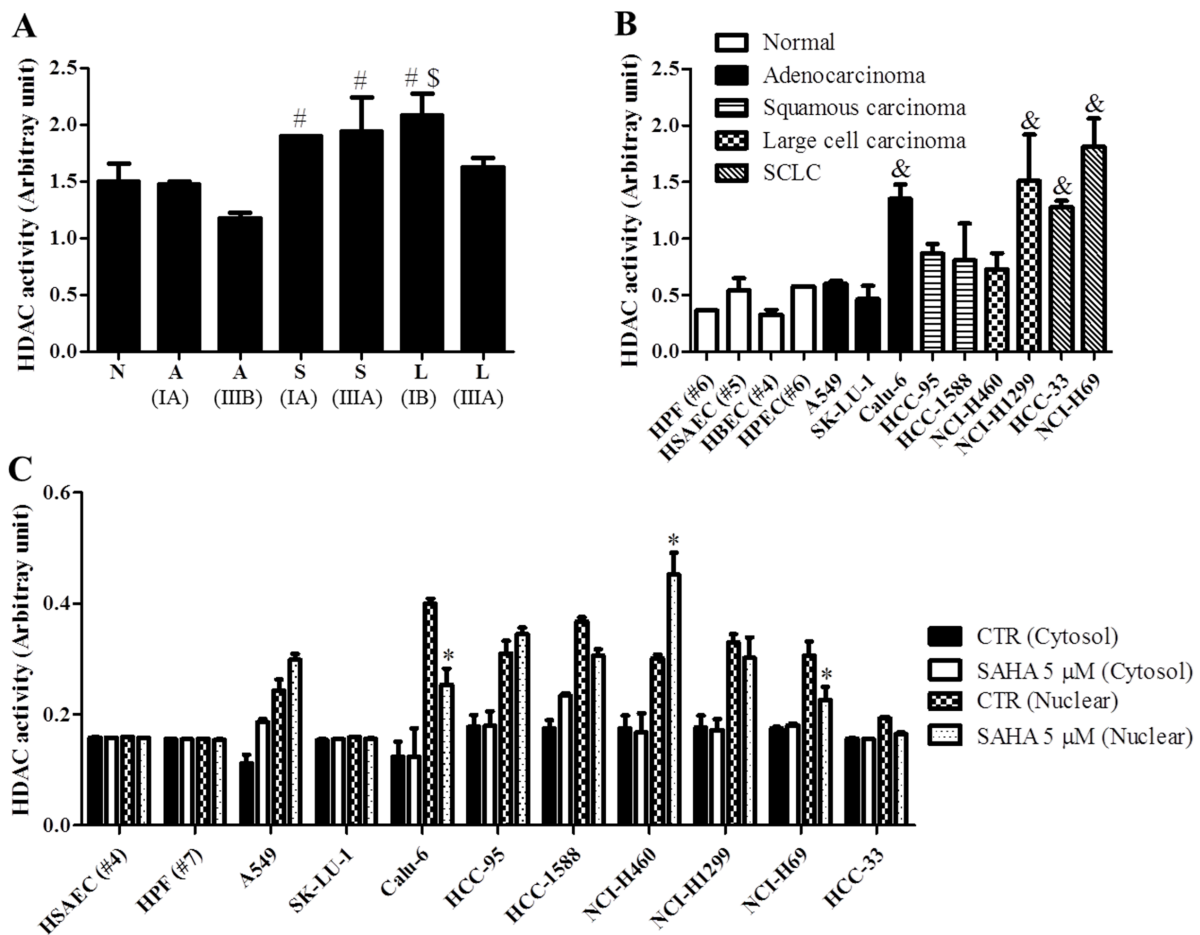 A
HDAC activity (Arbitray unit)
2.5
2.0
1.5
1.0
0.5
0.0
#
#
# $
N A A S S L L
(IA) (IIIB) (IA) (IIIA) (IB) (IIIA)
B
Normal
Adenocarcinoma
Squamous carcinoma
Large cell carcinoma
SCLC
HDAC activity (Arbitray unit)
2.5
2.0
1.5
1.0
0.5
0.0
&
&
&
&
HPF (#6)
HSAEC (#5)
HBEC (#4)
HPEC(#6)
A549
SK-LU-1
Calu-6
HCC-95
HCC-1588
NCI-H460
NCI-H1299
HCC-33
NCI-H69
C
HDAC activity (Arbitray unit)
0.6
0.4
0.2
0.0
*
*
*
HSAEC (#4)
HPF (#7)
A549
SK-LU-1
Calu-6
HCC-95
HCC-1588
NCI-H460
NCI-H1299
NCI-H69
HCC-33
CTR (Cytosol)
SAHA 5 μM (Cytosol)
CTR (Nuclear)
SAHA 5 μM (Nuclear)